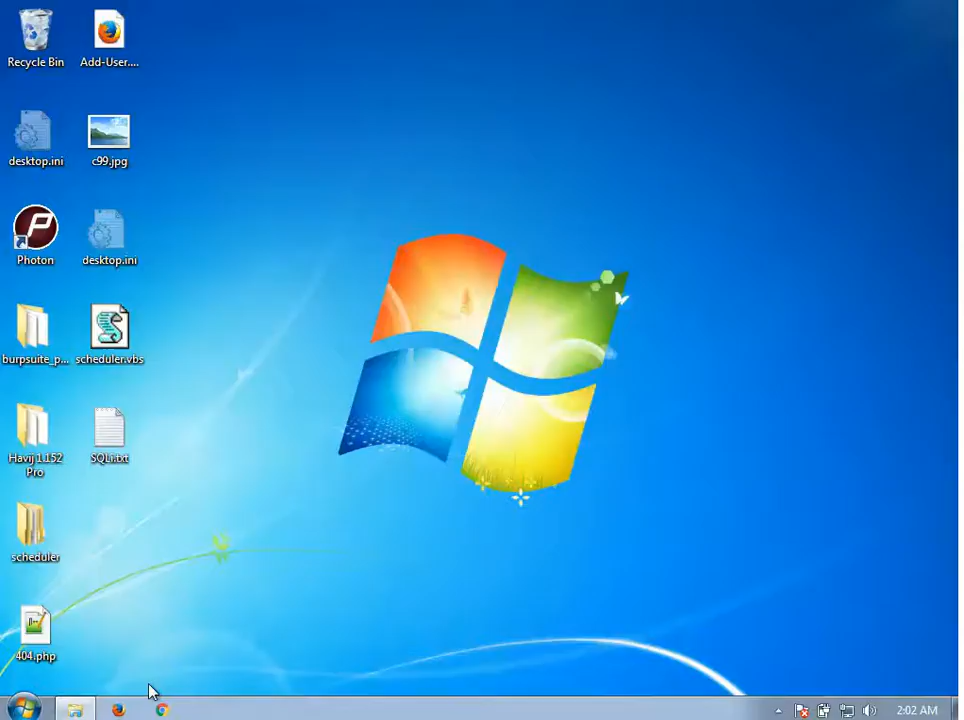 Recycle Bin
Add-User....
desktop.ini
c99.jpg
Photon
desktop.ini
burpsuite_p...
scheduler.vbs
Havij 1.152
Pro
SQLi.txt
scheduler
404.php
2:02 AM